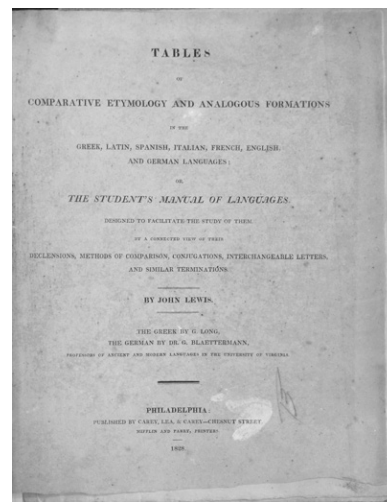 TABLES
OF
COMPARATIVE ETYMOLOGY AND ANALOGOUS FORMATIONS
IN THE
GREEK, LATIN, SPANISH, ITALIAN, FRENCH, ENGLISH,
AND GERMAN LANGUAGES;
OR,
THE STUDENT'S MANUAL OF LANGUAGES.
DESIGNED TO FACILITATE THE STUDY OF THEM
BY A CONNECTED VIEW OF THEIR
DECLENSIONS, METHODS OF COMPARISON, CONJUGATIONS, INTERCHANGEABLE LETTERS,
AND SIMILAR TERMINATIONS.
BY JOHN LEWIS.
THE GREEK BY G. LONG,
THE GERMAN BY DR. G. BLAETTERMANN,
PROFESSORS OF ANCIENT AND MODERN LANGUAGES IN THE UNIVERSITY OF VIRGINIA
PHILADELPHIA:
PUBLISHED BY CAREY, LEA, & CAREY—CHESNUT STREET.
AND PRINTERS